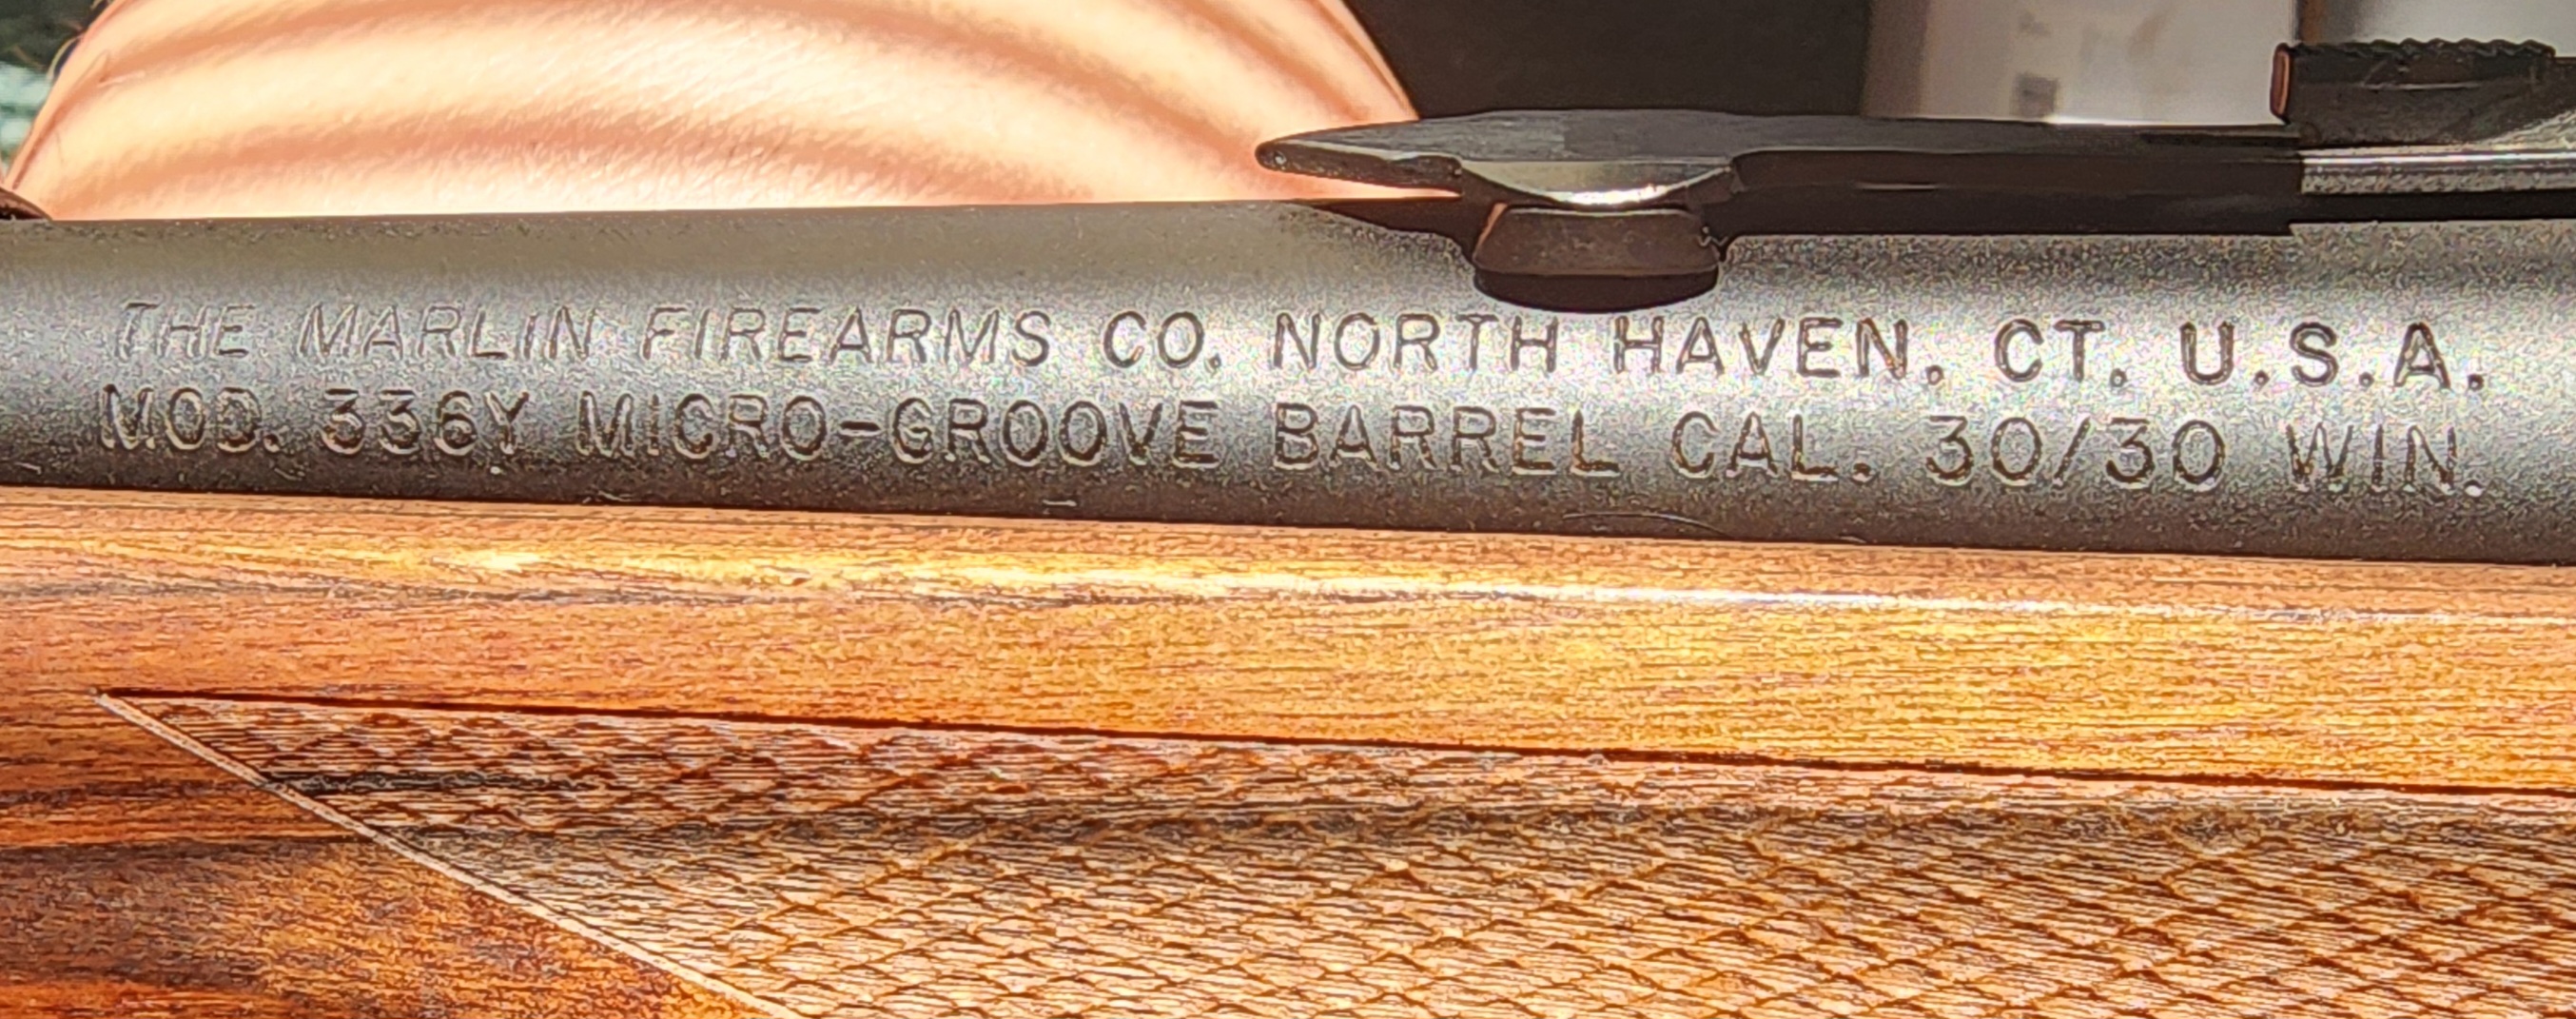 THE MARLIN FIREARMS CO. NORTH HAVEN, CT. U.S.A.
MOD. 336Y MICRO-GROOVE BARREL CAL. 30/30 WIN.